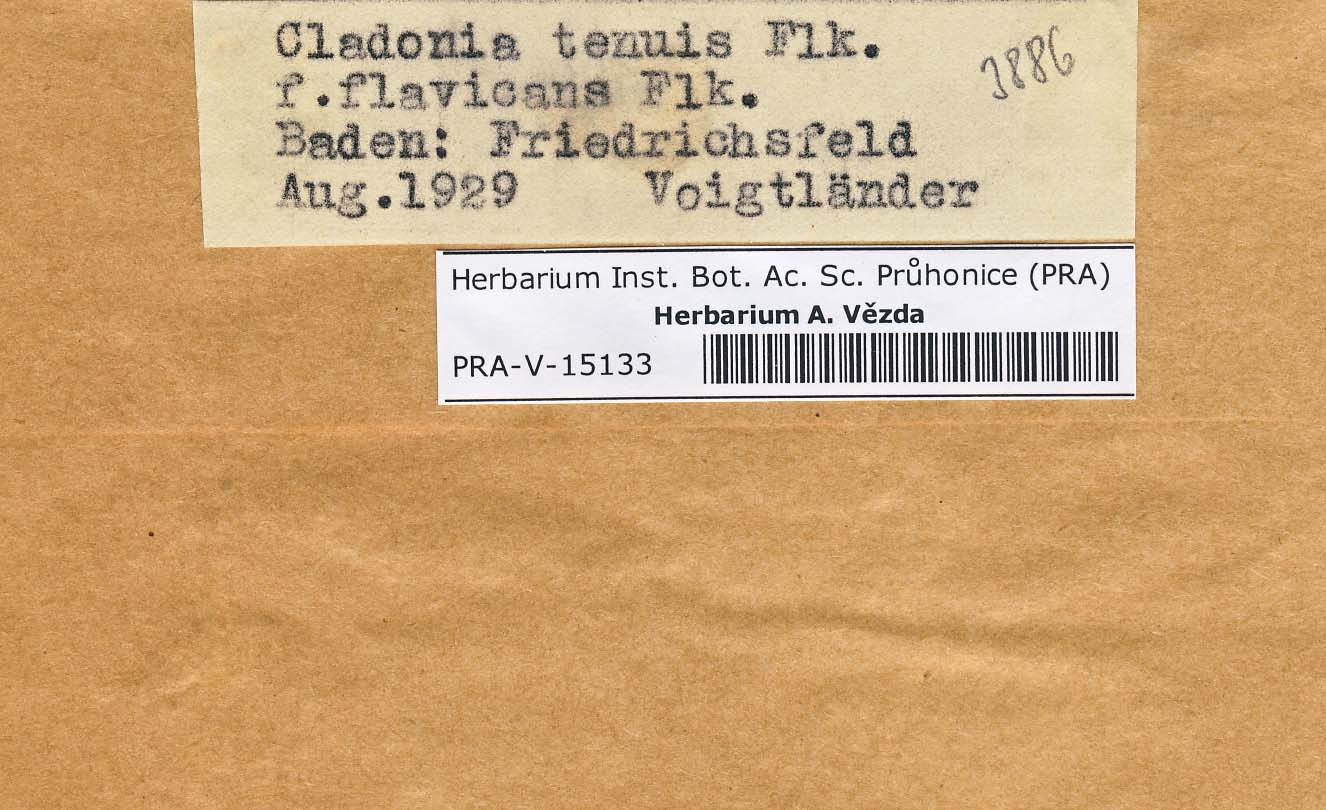 Cladonia tenuis Flk.
3886
f.flavicans Flk.
Baden: Friedrichsfeld
Aug.1929 Voigtländer
Herbarium Inst. Bot. Ac. Sc. Průhonice (PRA)
Herbarium A. Vězda
PRA-V-15133